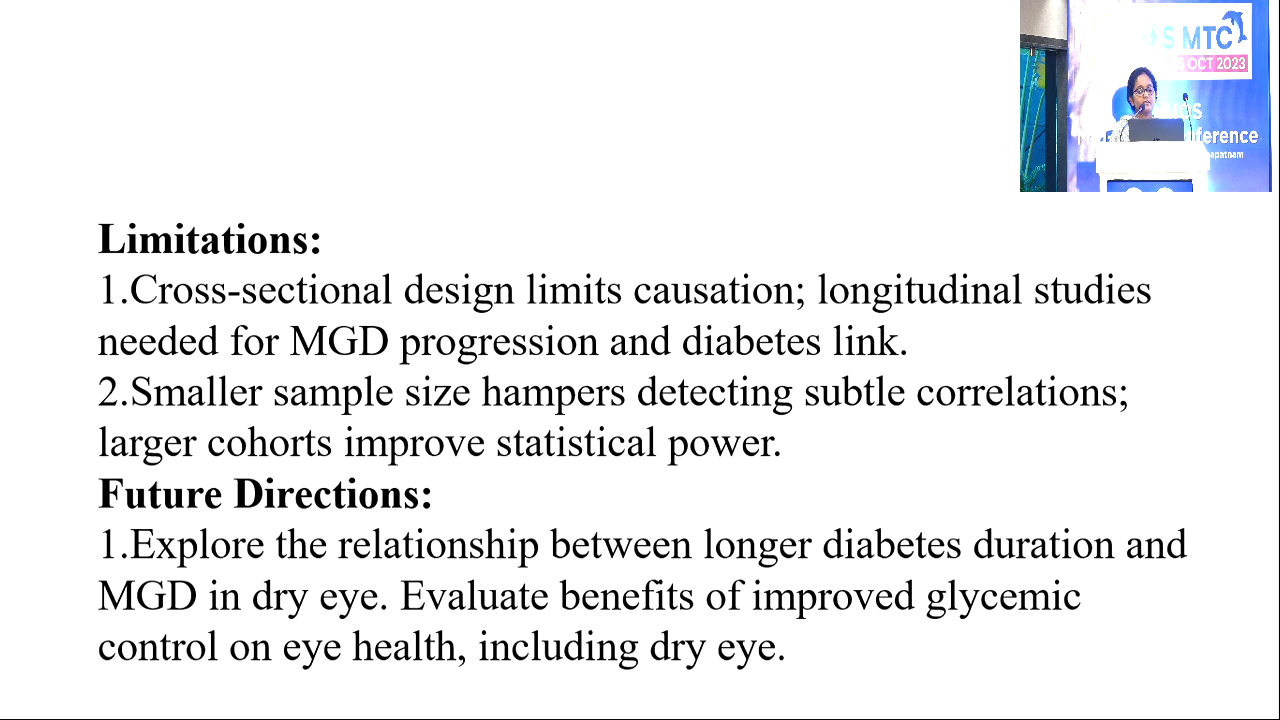 S MTC
OCT 2023
ference
apatnam
Limitations:
1.Cross-sectional design limits causation; longitudinal studies
needed for MGD progression and diabetes link.
2.Smaller sample size hampers detecting subtle correlations;
larger cohorts improve statistical power.
Future Directions:
1.Explore the relationship between longer diabetes duration and
MGD in dry eye. Evaluate benefits of improved glycemic
control on eye health, including dry eye.